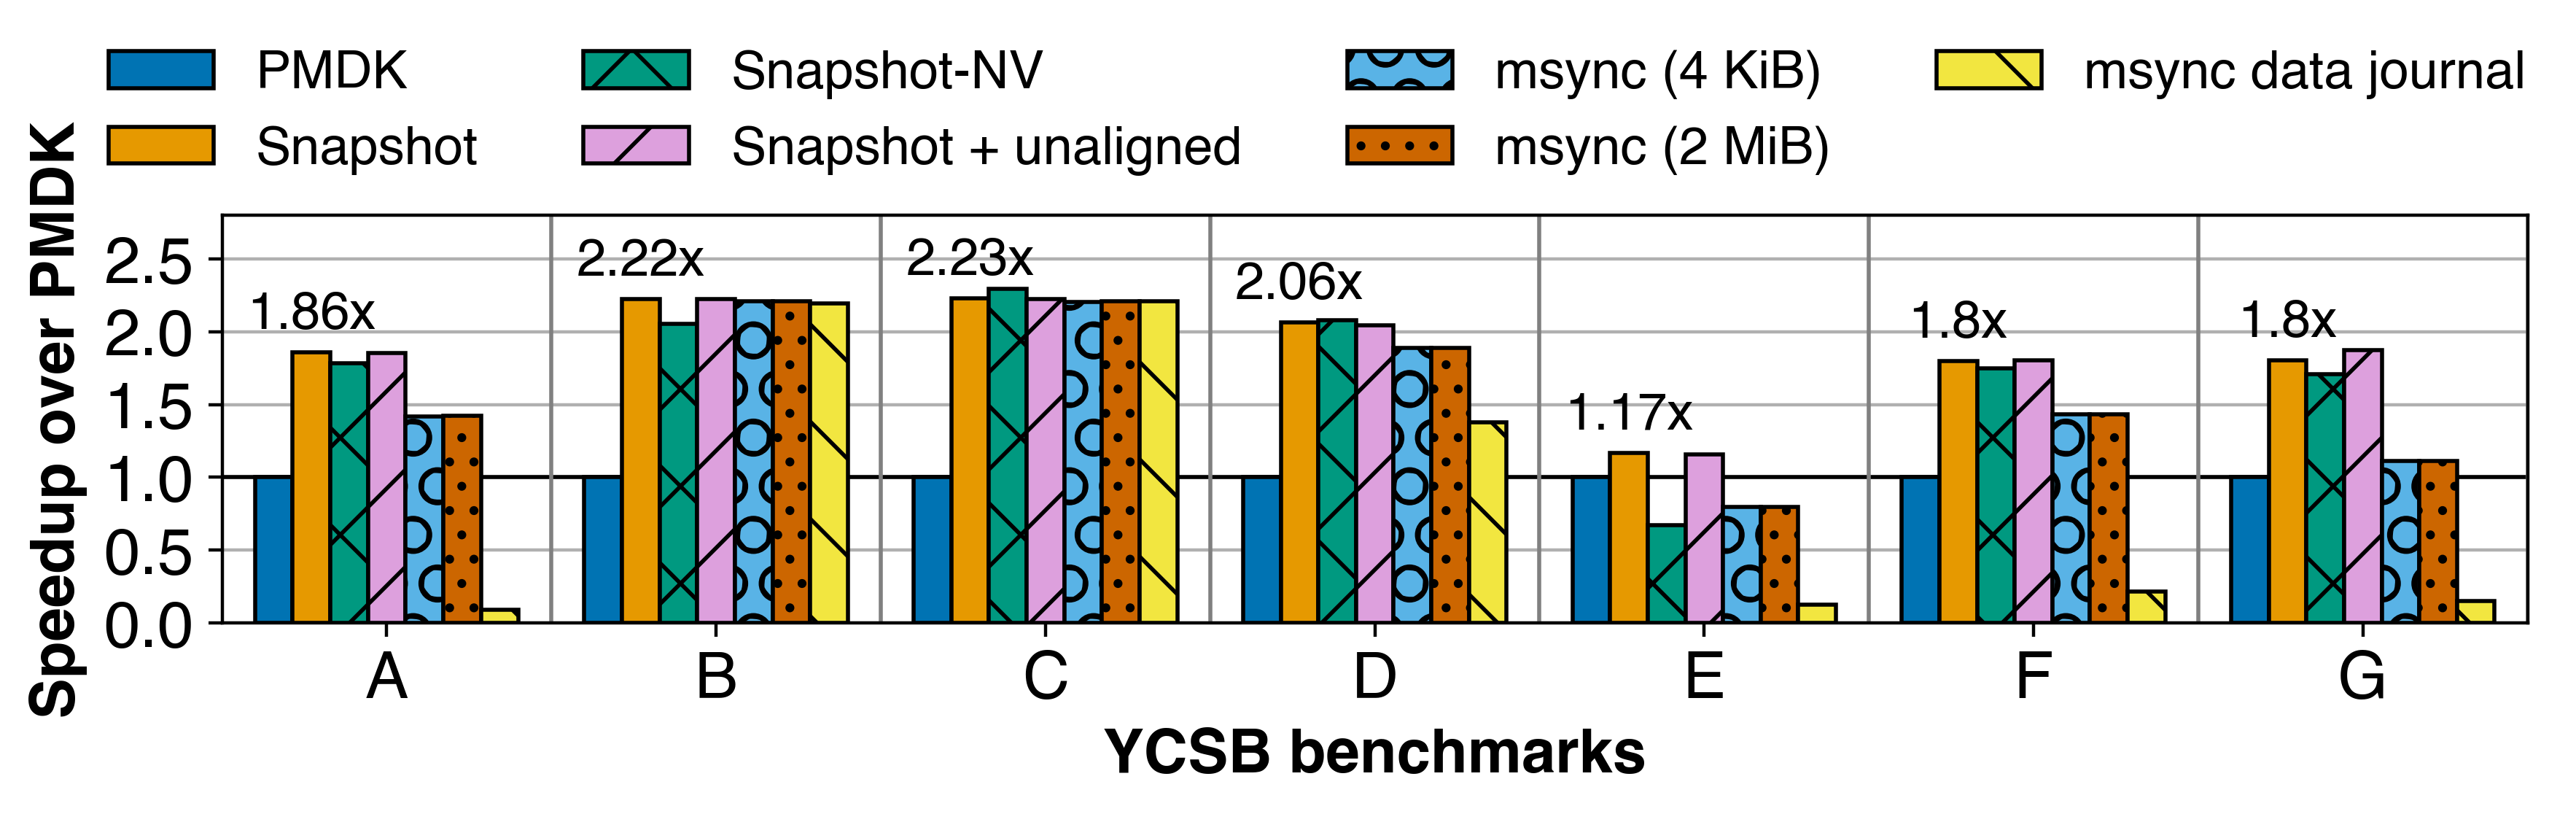 PMDK
Snapshot
Snapshot-NV
Snapshot + unaligned
msync (4 KiB)
msync (2 MiB)
msync data journal
Speedup over PMDK
2.5
2.0
1.5
1.0
0.5
0.0
1.86x
2.22x
2.23x
2.06x
1.17x
1.8x
1.8x
A B C D E F G
YCSB benchmarks